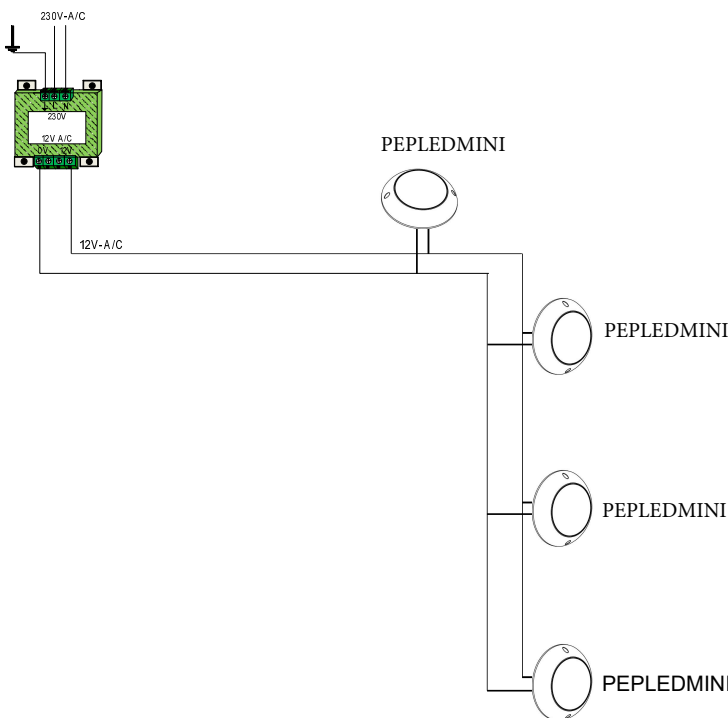 230V-A/C
L N
230V
12V A/C
0V 12V
PEPLEDMINI
12V-A/C
PEPLEDMINI
PEPLEDMINI
PEPLEDMINI